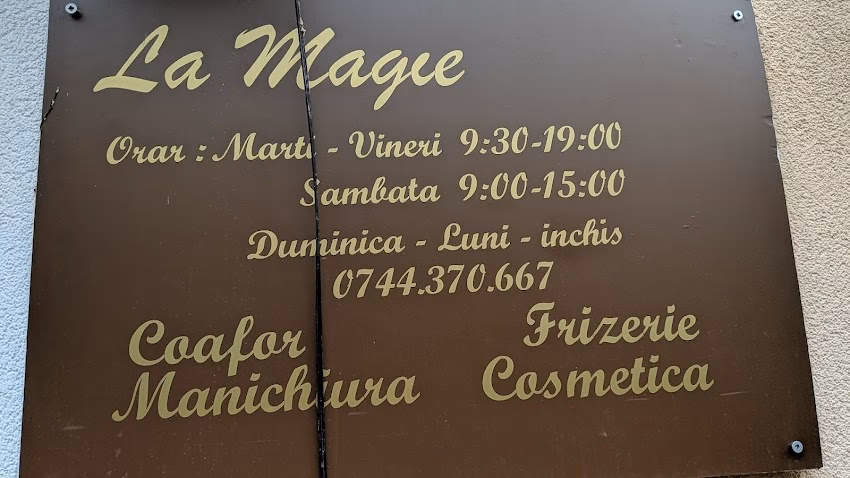 La Magie
Orar : Marti - Vineri 9:30-19:00
Sambata 9:00-15:00
Duminica - Luni - inchis
0744.370.667
Coafor Frizerie
Manichiura Cosmetica